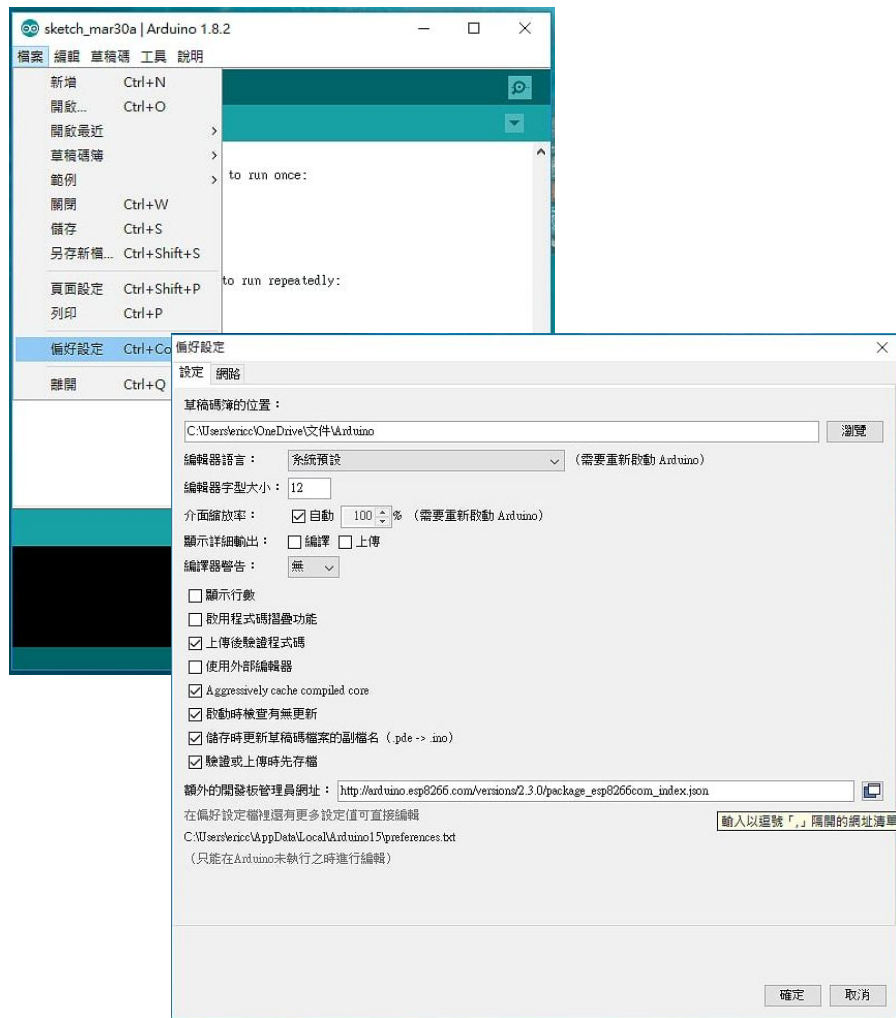 sketch_mar30a | Arduino 1.8.2
檔案 編輯 草稿碼 工具 說明
新增 Ctrl+N
開啟... Ctrl+O
開啟最近
草稿碼簿
範例
關閉 Ctrl+W
儲存 Ctrl+S
另存新檔... Ctrl+Shift+S
頁面設定 Ctrl+Shift+P
列印 Ctrl+P
偏好設定 Ctrl+Co
離開 Ctrl+Q
to run once:
to run repeatedly:
偏好設定
設定 網路
草稿碼簿的位置：
C:\Users\ericc\OneDrive\文件\Arduino 瀏覽
編輯器語言： 系統預設 (需要重新啟動 Arduino)
編輯器字型大小： 12
介面縮放率： 自動 100 % (需要重新啟動 Arduino)
顯示詳細輸出： 編譯 上傳
編譯器警告： 無
顯示行數
啟用程式碼摺疊功能
上傳後驗證程式碼
使用外部編輯器
Aggressively cache compiled core
啟動時檢查有無更新
儲存時更新草稿碼檔案的副檔名 (.pde -> .ino)
驗證或上傳時先存檔
額外的開發板管理員網址： http://arduino.esp8266.com/versions/2.3.0/package_esp8266com_index.json
在偏好設定檔裡還有更多設定值可直接編輯
輸入以逗號「,」隔開的網址清單
C:\Users\ericc\AppData\Local\Arduino15\preferences.txt
(只能在Arduino未執行之時進行編輯)
確定 取消